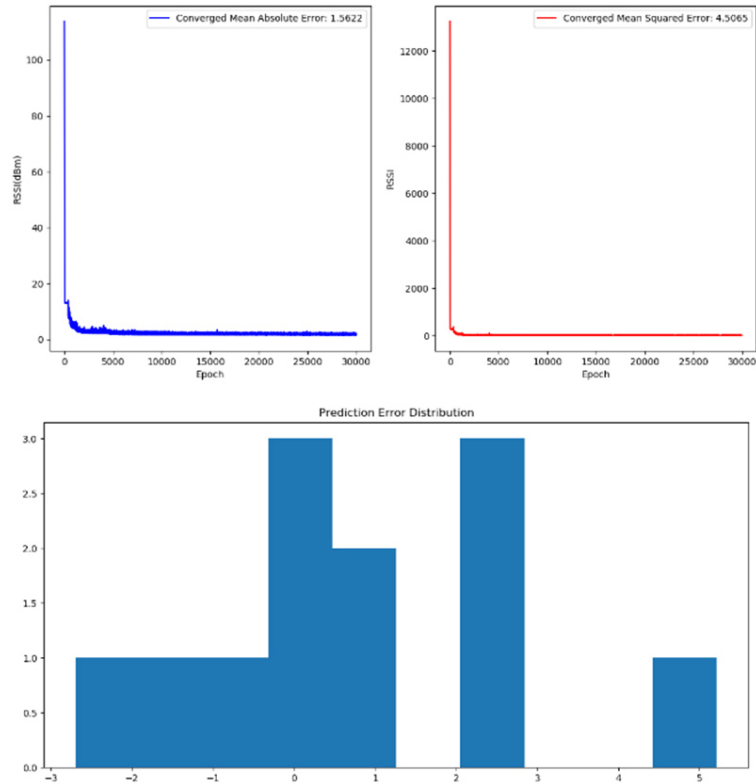 Converged Mean Absolute Error: 1.5622
100
80
60
40
20
0
RSSI(dBm)
0 5000 10000 15000 20000 25000 30000
Epoch
Converged Mean Squared Error: 4.5065
12000
10000
8000
6000
4000
2000
0
RSSI
0 5000 10000 15000 20000 25000 30000
Epoch
Prediction Error Distribution
3.0
2.5
2.0
1.5
1.0
0.5
0.0
−3 −2 −1 0 1 2 3 4 5